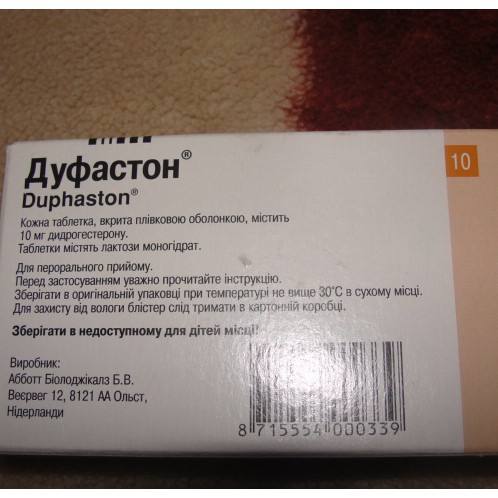 Дуфастон®
Duphaston®
10
Кожна таблетка, вкрита плівковою оболонкою, містить
10 мг дидрогестерону.
Таблетки містять лактози моногідрат.
Для перорального прийому.
Перед застосуванням уважно прочитайте інструкцію.
Зберігати в оригінальній упаковці при температурі не вище 30°C в сухому місці.
Для захисту від вологи блістер слід тримати в картонній коробці.
Зберігати в недоступному для дітей місці!
Виробник:
Абботт Біолоджікалз Б.В.
Веєрвег 12, 8121 АА Ольст,
Нідерланди
8 715554 000339